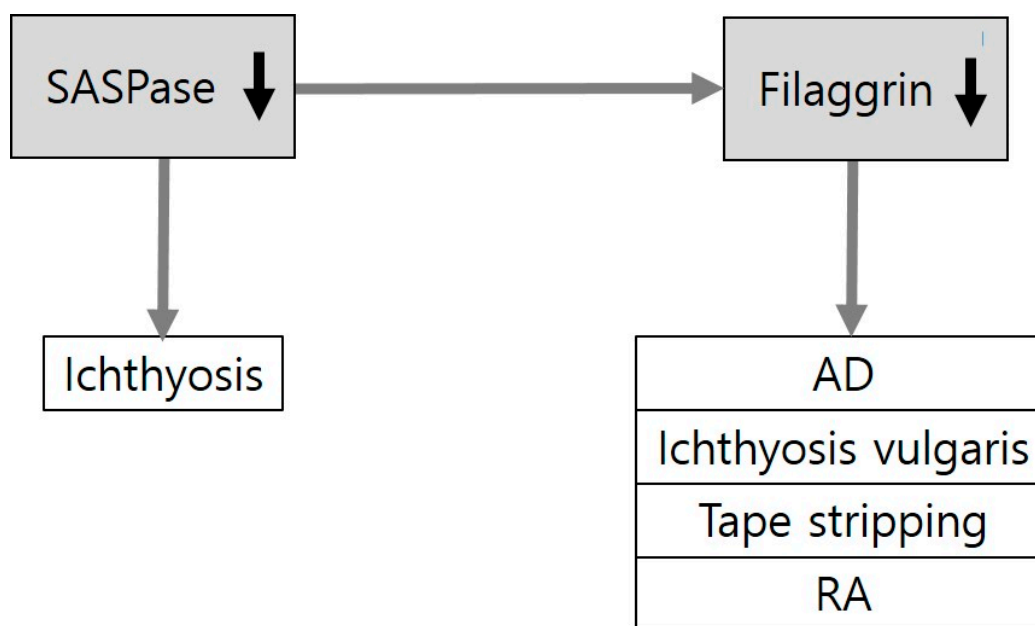 SASPase
Filaggrin
Ichthyosis
AD
Ichthyosis vulgaris
Tape stripping
RA